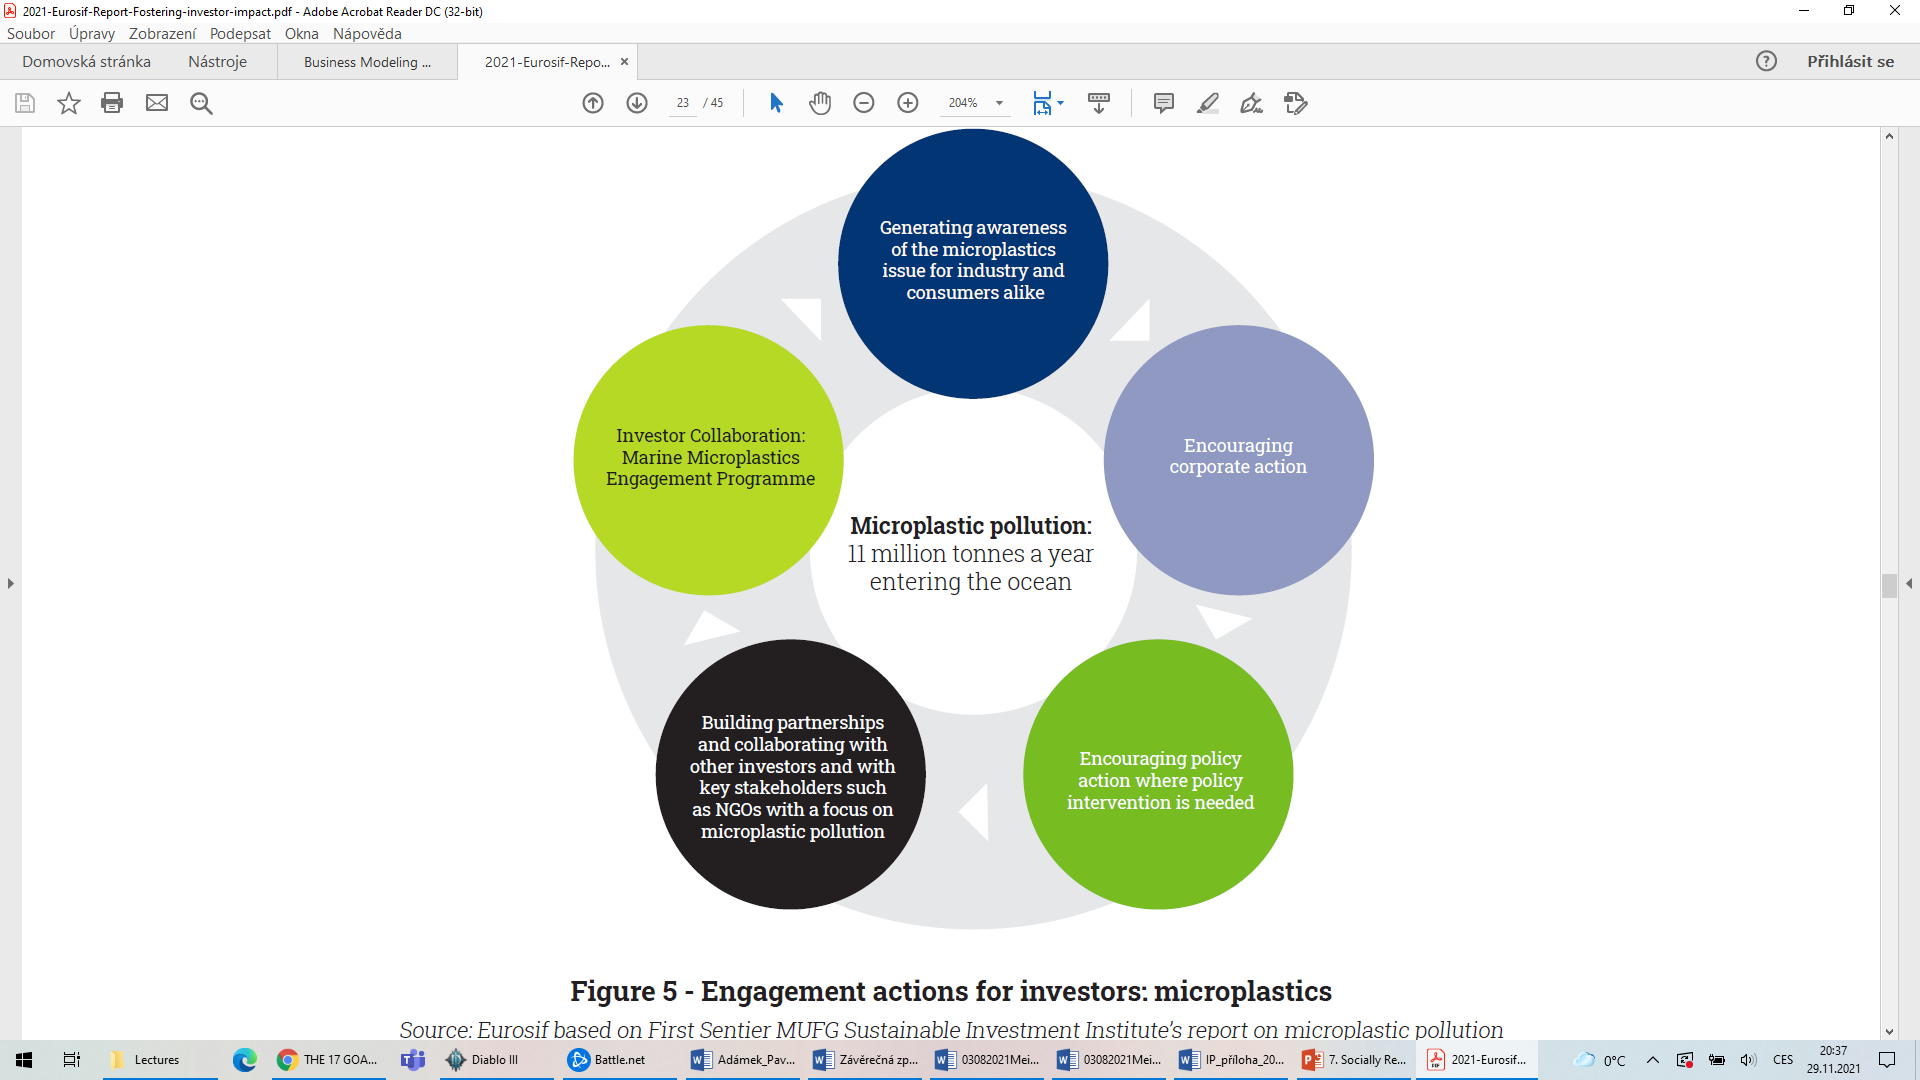 2021-Eurosif-Report-Fostering-investor-impact.pdf - Adobe Acrobat Reader DC (32-bit)
Soubor Úpravy Zobrazení Podepsat Okna Nápověda
Domovská stránka Nástroje Business Modeling ... 2021-Eurosif-Repo... Přihlásit se
23 / 45 204%
Generating awareness
of the microplastics
issue for industry and
consumers alike
Investor Collaboration:
Marine Microplastics
Engagement Programme
Encouraging
corporate action
Microplastic pollution:
11 million tonnes a year
entering the ocean
Building partnerships
and collaborating with
other investors and with
key stakeholders such
as NGOs with a focus on
microplastic pollution
Encouraging policy
action where policy
intervention is needed
Figure 5 - Engagement actions for investors: microplastics
Source: Eurosif based on First Sentier MUFG Sustainable Investment Institute's report on microplastic pollution
Lectures THE 17 GOA... Diablo III Battle.net Adámek_Pav... Závěrečná zp... 03082021Mei... 03082021Mei... IP_příloha_20... 7. Socially Re... 2021-Eurosif... 0°C CES 20:37
29.11.2021